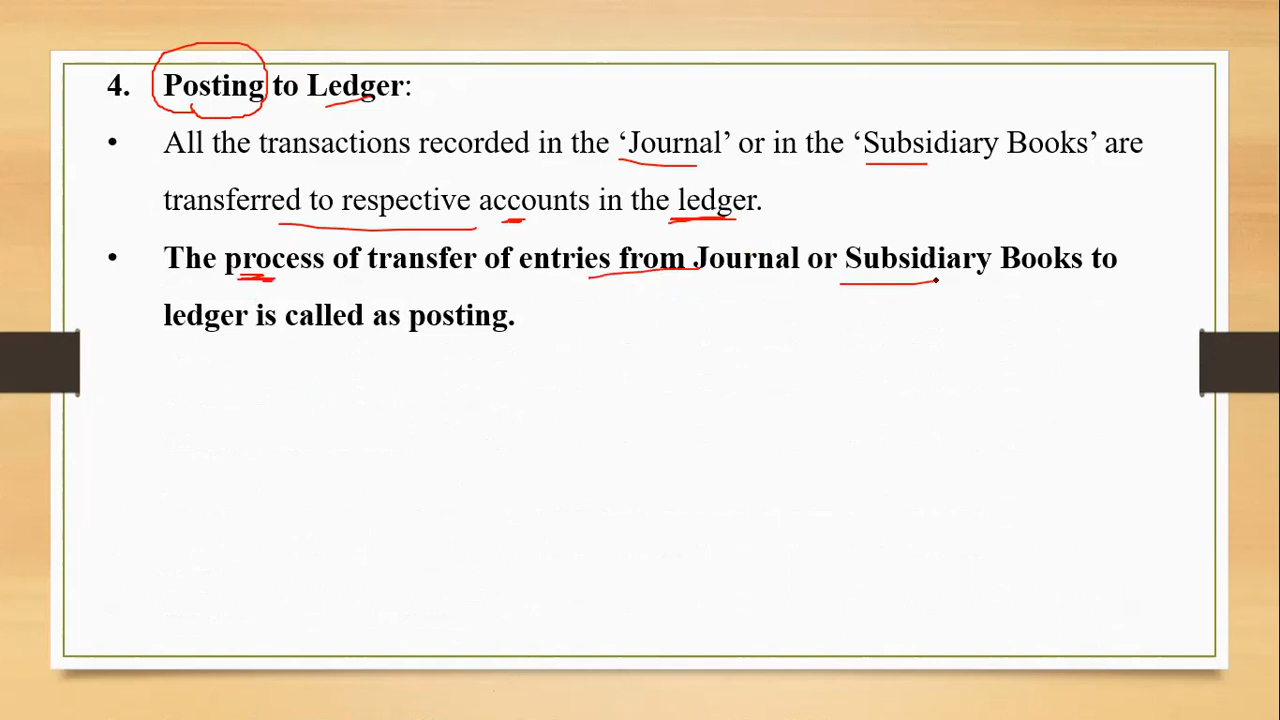 4. Posting to Ledger:
• All the transactions recorded in the ‘Journal’ or in the ‘Subsidiary Books’ are
transferred to respective accounts in the ledger.
• The process of transfer of entries from Journal or Subsidiary Books to
ledger is called as posting.